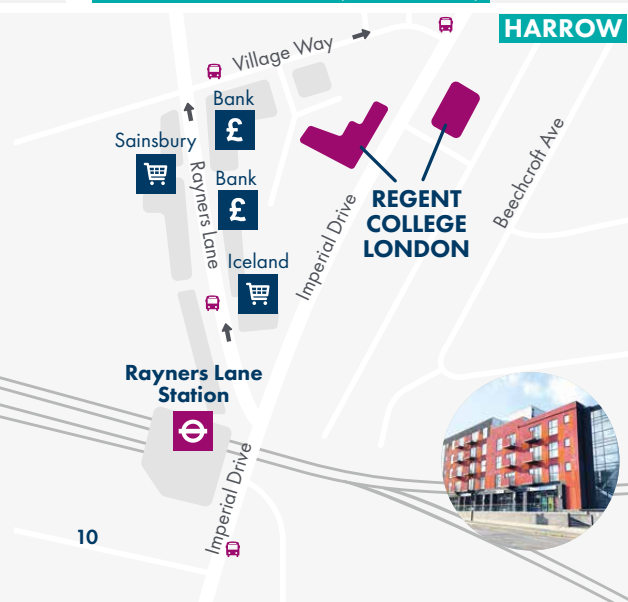 HARROW
Village Way
Bank
£
Sainsbury
Bank
£
Rayners Lane
Iceland
REGENT
COLLEGE
LONDON
Imperial Drive
Beechcroft Ave
Rayners Lane
Station
Imperial Drive
10